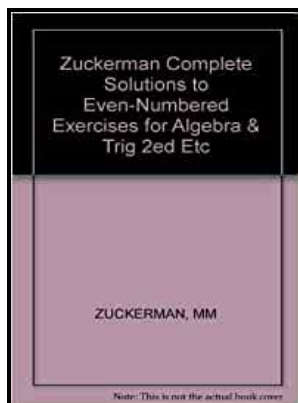 Zuckerman Complete
Solutions to
Even-Numbered
Exercises for Algebra &
Trig 2ed Etc
ZUCKERMAN, MM
Note: This is not the actual book cover